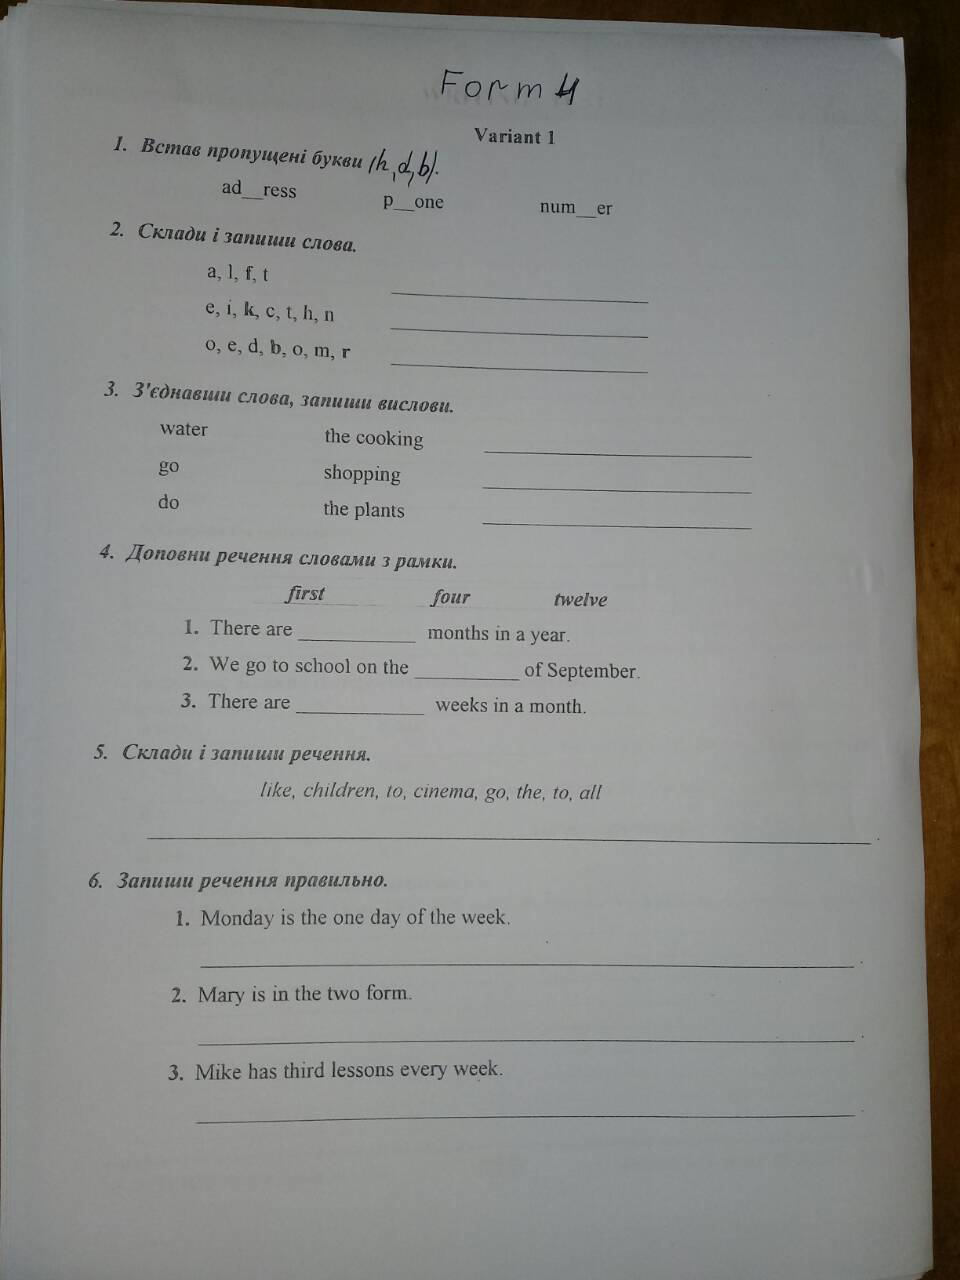 Form 4
Variant 1
1. Встав пропущені букви (h, d, b).
ad__ress p__one num__er
2. Склади і запиши слова.
a, l, f, t
e, i, k, c, t, h, n
o, e, d, b, o, m, r
3. З'єднавши слова, запиши вислови.
water the cooking
go shopping
do the plants
4. Доповни речення словами з рамки.
first four twelve
1. There are ____________ months in a year.
2. We go to school on the ___________ of September.
3. There are _____________ weeks in a month.
5. Склади і запиши речення.
like, children, to, cinema, go, the, to, all
6. Запиши речення правильно.
1. Monday is the one day of the week.
2. Mary is in the two form.
3. Mike has third lessons every week.